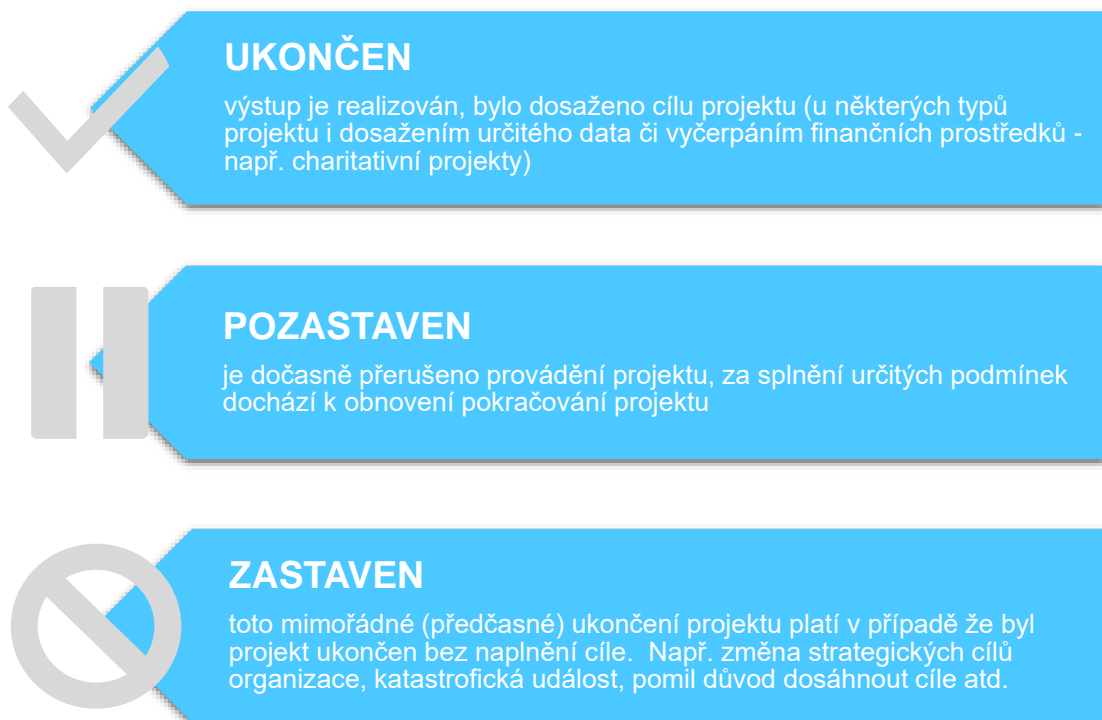 UKONČEN
výstup je realizován, bylo dosaženo cílu projektu (u některých typů
projektu i dosažením určitého data či vyčerpáním finančních prostředků -
např. charitativní projekty)
POZASTAVEN
je dočasně přerušeno provádění projektu, za splnění určitých podmínek
dochází k obnovení pokračování projektu
ZASTAVEN
toto mimořádné (předčasné) ukončení projektu platí v případě že byl
projekt ukončen bez naplnění cíle.  Např. změna strategických cílů
organizace, katastrofická událost, pomil důvod dosáhnout cíle atd.